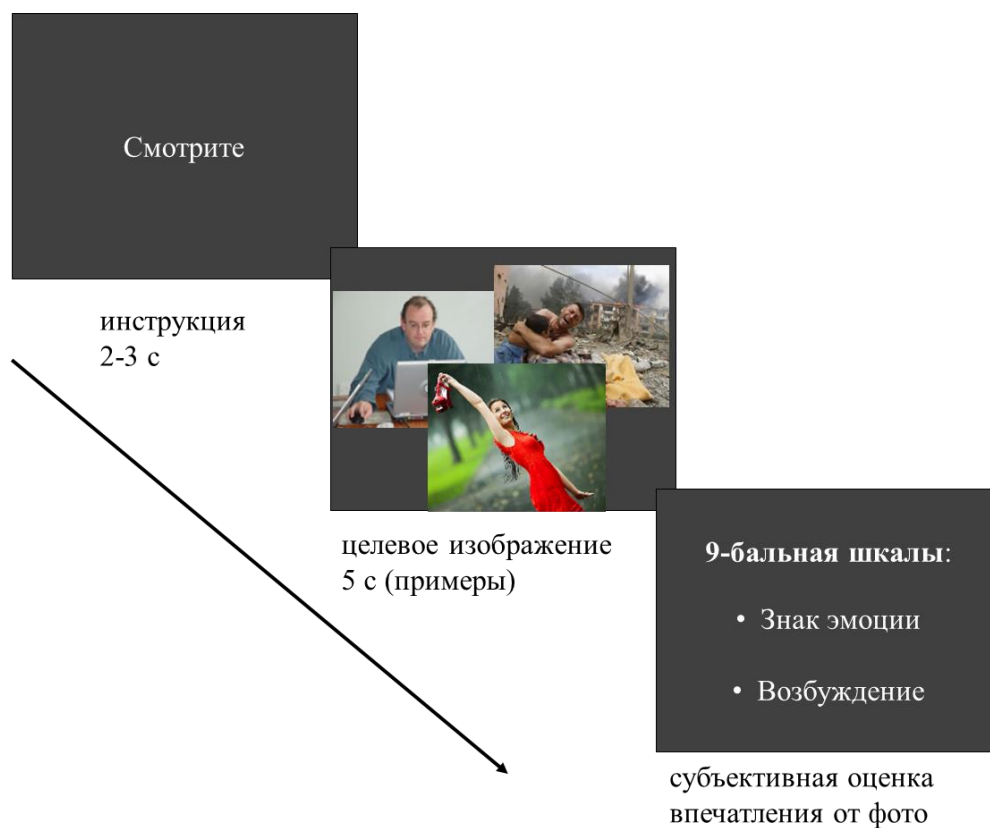 Смотрите
инструкция
2-3 с
целевое изображение
5 с (примеры)
9-бальная шкалы:
• Знак эмоции
• Возбуждение
субъективная оценка
впечатления от фото